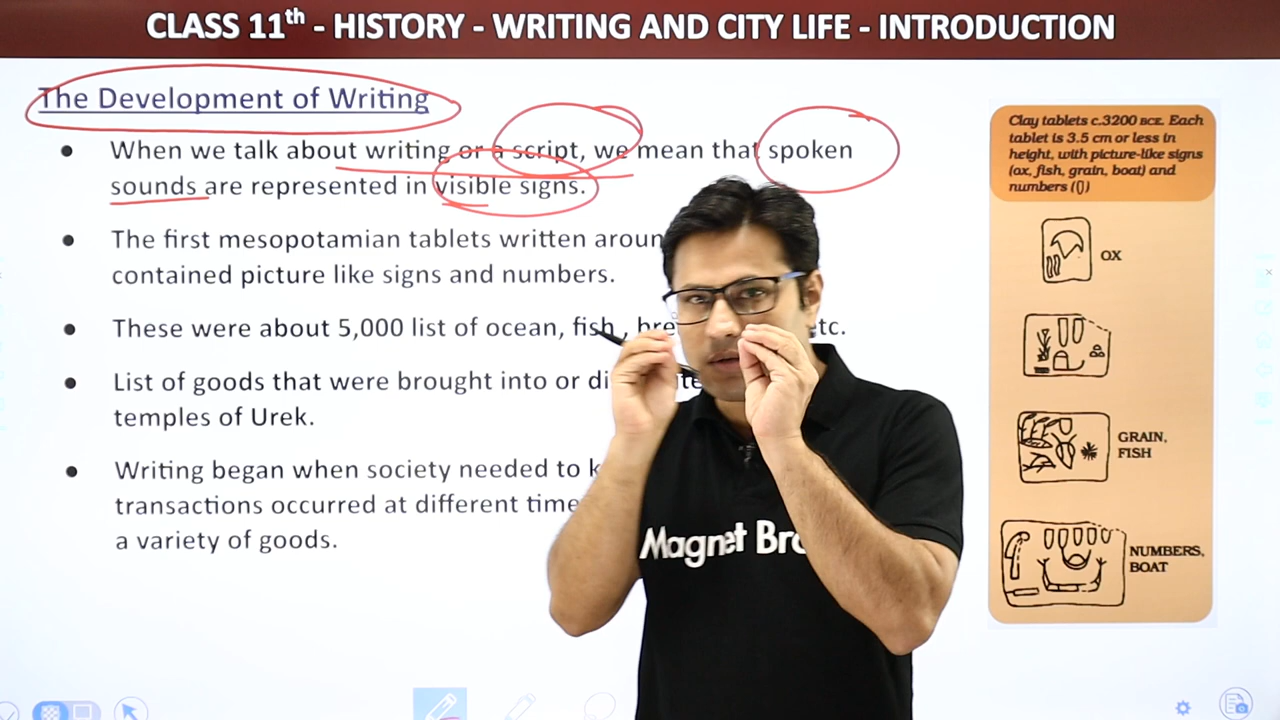 CLASS 11th - HISTORY - WRITING AND CITY LIFE - INTRODUCTION
The Development of Writing
● When we talk about writing or a script, we mean that spoken
sounds are represented in visible signs.
● The first mesopotamian tablets written
contained picture like signs and numbers.
● These were about 5,000 list of ocean, fish , etc.
● List of goods that were brought into or
temples of Urek.
● Writing began when society needed to
transactions occurred at different
a variety of goods.
Magnet
Clay tablets c.3200 BCE. Each
tablet is 3.5 cm or less in
height, with picture-like signs
(ox, fish, grain, boat) and
numbers (())
OX
GRAIN,
FISH
NUMBERS,
BOAT